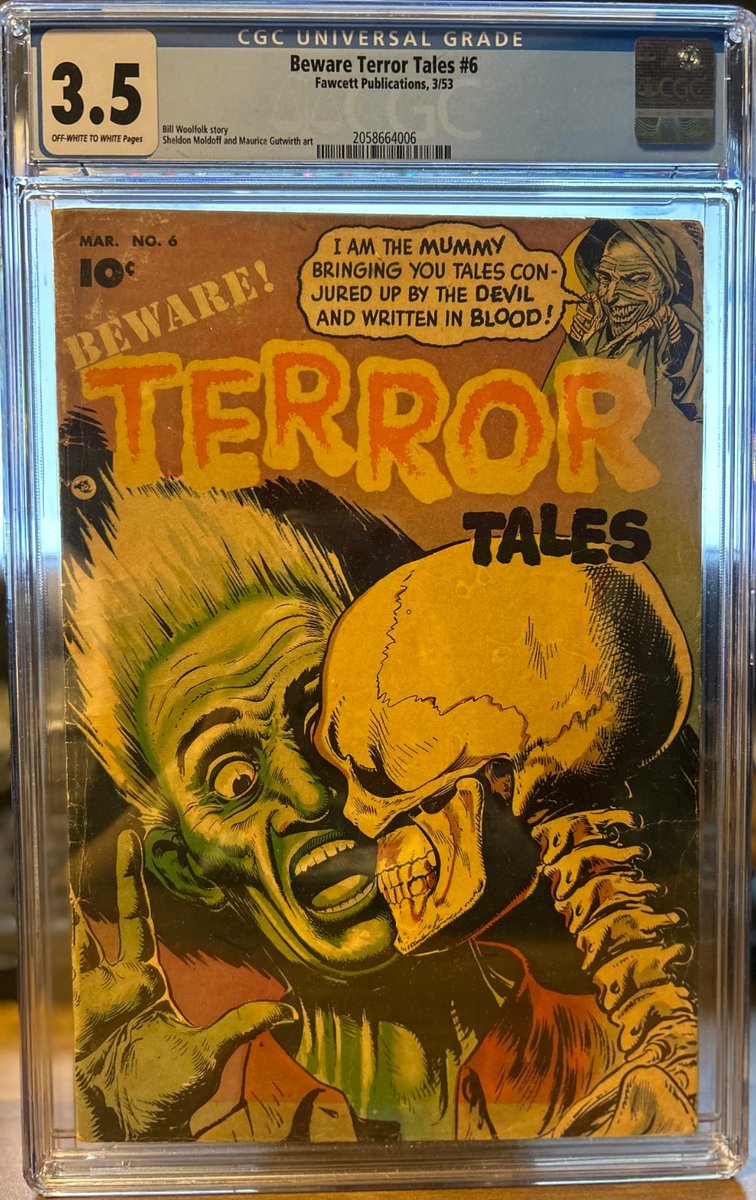 CGC UNIVERSAL GRADE
3.5
OFF-WHITE TO WHITE Pages
Beware Terror Tales #6
Fawcett Publications, 3/53
Bill Woolfolk story
Sheldon Moldoff and Maurice Gutwirth art
2058664006
CGC
MAR. NO. 6
10¢
BEWARE!
I AM THE MUMMY
BRINGING YOU TALES CON-
JURED UP BY THE DEVIL
AND WRITTEN IN BLOOD!
TERROR
TALES